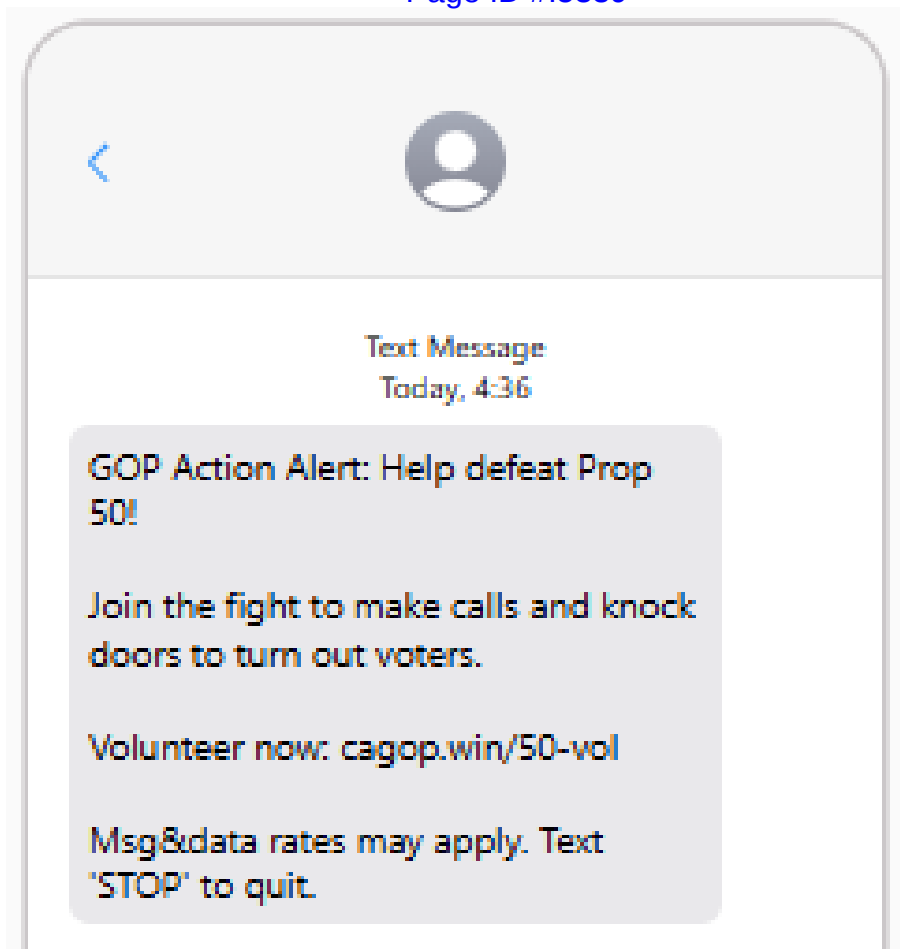 Text Message
Today, 4:36
GOP Action Alert: Help defeat Prop
50!
Join the fight to make calls and knock
doors to turn out voters.
Volunteer now: cagop.win/50-vol
Msg&data rates may apply. Text
'STOP' to quit.